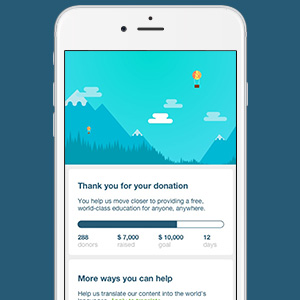 Thank you for your donation
You help us move closer to providing a free,
world-class education for anyone, anywhere.
288 $ 7,000 $ 10,000 12
donors raised goal days
More ways you can help
Help us translate our content into the world's